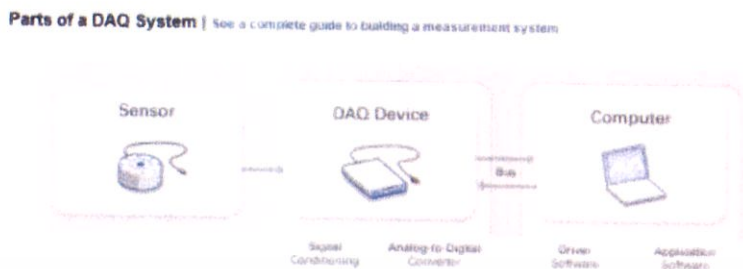 Parts of a DAQ System | See a complete guide to building a measurement system
Sensor
DAQ Device
Computer
Bus
Signal Conditioning
Analog-to-Digital Converter
Driver Software
Application Software